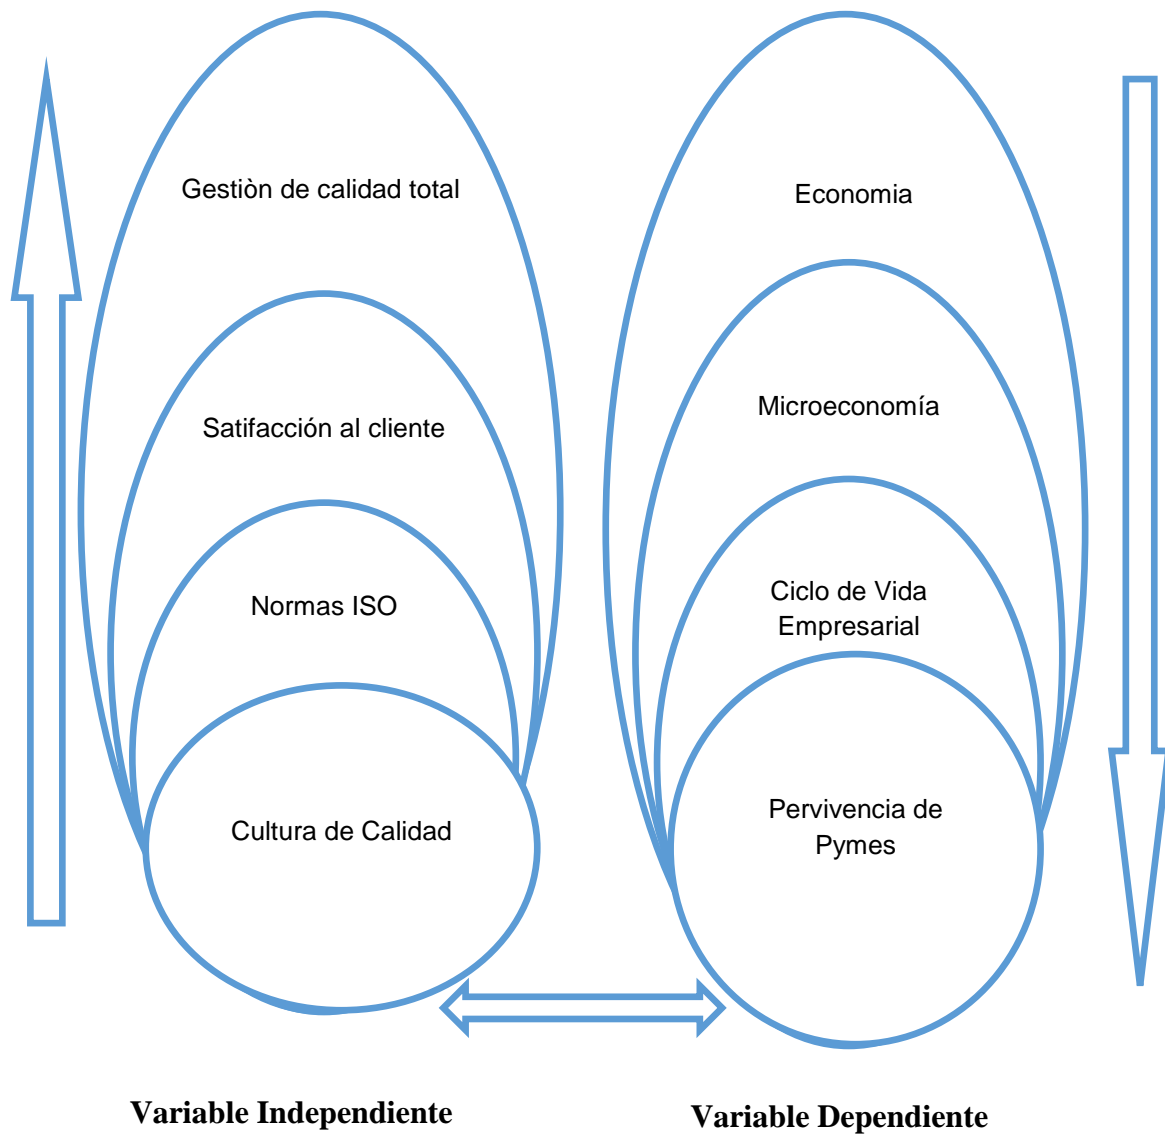 Gestiòn de calidad total
Satifacción al cliente
Normas ISO
Cultura de Calidad
Variable Independiente
Economia
Microeconomía
Ciclo de Vida
Empresarial
Pervivencia de
Pymes
Variable Dependiente